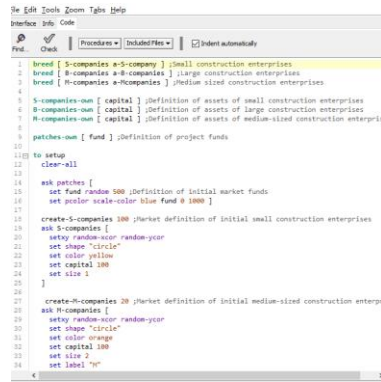 File Edit Tools Zoom Tabs Help
Interface Info Code
Find... Check Procedures Included Files Indent automatically
1 breed [ S-companies a-S-company ] ;Small construction enterprises
2 breed [ B-companies a-B-companies ] ;Large construction enterprises
3 breed [ M-companies a-Mcompanies ] ;Medium sized construction enterprises
4
5 S-companies-own [ capital ] ;Definition of assets of small construction enterprises
6 B-companies-own [ capital ] ;Definition of assets of large construction enterprises
7 M-companies-own [ capital ] ;Definition of assets of medium-sized construction enterpri
8
9 patches-own [ fund ] ;Definition of project funds
10
11 to setup
12 clear-all
13
14 ask patches [
15 set fund random 500 ;Definition of initial market funds
16 set pcolor scale-color blue fund 0 1000 ]
17
18 create-S-companies 100 ;Market definition of initial small construction enterprises
19 ask S-companies [
20 setxy random-xcor random-ycor
21 set shape "circle"
22 set color yellow
23 set capital 100
24 set size 1
25 ]
26
27 create-M-companies 20 ;Market definition of initial medium-sized construction enterp
28 ask M-companies [
29 setxy random-xcor random-ycor
30 set shape "circle"
31 set color orange
32 set capital 100
33 set size 2
34 set label "M"